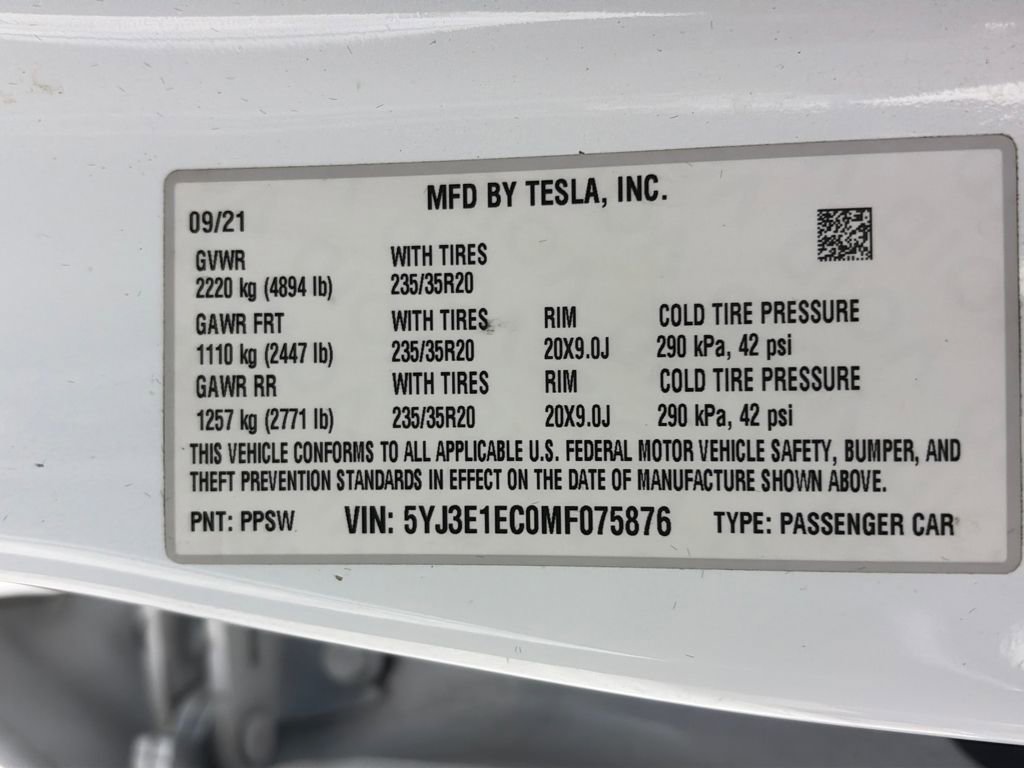 MFD BY TESLA, INC.
09/21
GVWR WITH TIRES
2220 kg (4894 lb) 235/35R20
GAWR FRT WITH TIRES RIM COLD TIRE PRESSURE
1110 kg (2447 lb) 235/35R20 20X9.0J 290 kPa, 42 psi
GAWR RR WITH TIRES RIM COLD TIRE PRESSURE
1257 kg (2771 lb) 235/35R20 20X9.0J 290 kPa, 42 psi
THIS VEHICLE CONFORMS TO ALL APPLICABLE U.S. FEDERAL MOTOR VEHICLE SAFETY, BUMPER, AND
THEFT PREVENTION STANDARDS IN EFFECT ON THE DATE OF MANUFACTURE SHOWN ABOVE.
PNT: PPSW VIN: 5YJ3E1EC0MF075876 TYPE: PASSENGER CAR